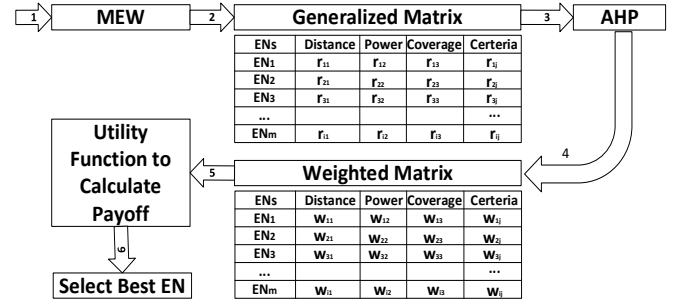 1 MEW 2 Generalized Matrix 3 AHP
ENs Distance Power Coverage Certeria
EN1 r11 r12 r13 r1j
EN2 r21 r22 r23 r2j
EN3 r31 r32 r33 r3j
... ...
ENm ri1 ri2 ri3 rij
4
Utility
Function to
Calculate
Payoff
5 Weighted Matrix
ENs Distance Power Coverage Certeria
EN1 w11 w12 w13 w1j
EN2 w21 w22 w23 w2j
EN3 w31 w32 w33 w3j
... ...
ENm wi1 wi2 wi3 wij
6
Select Best EN